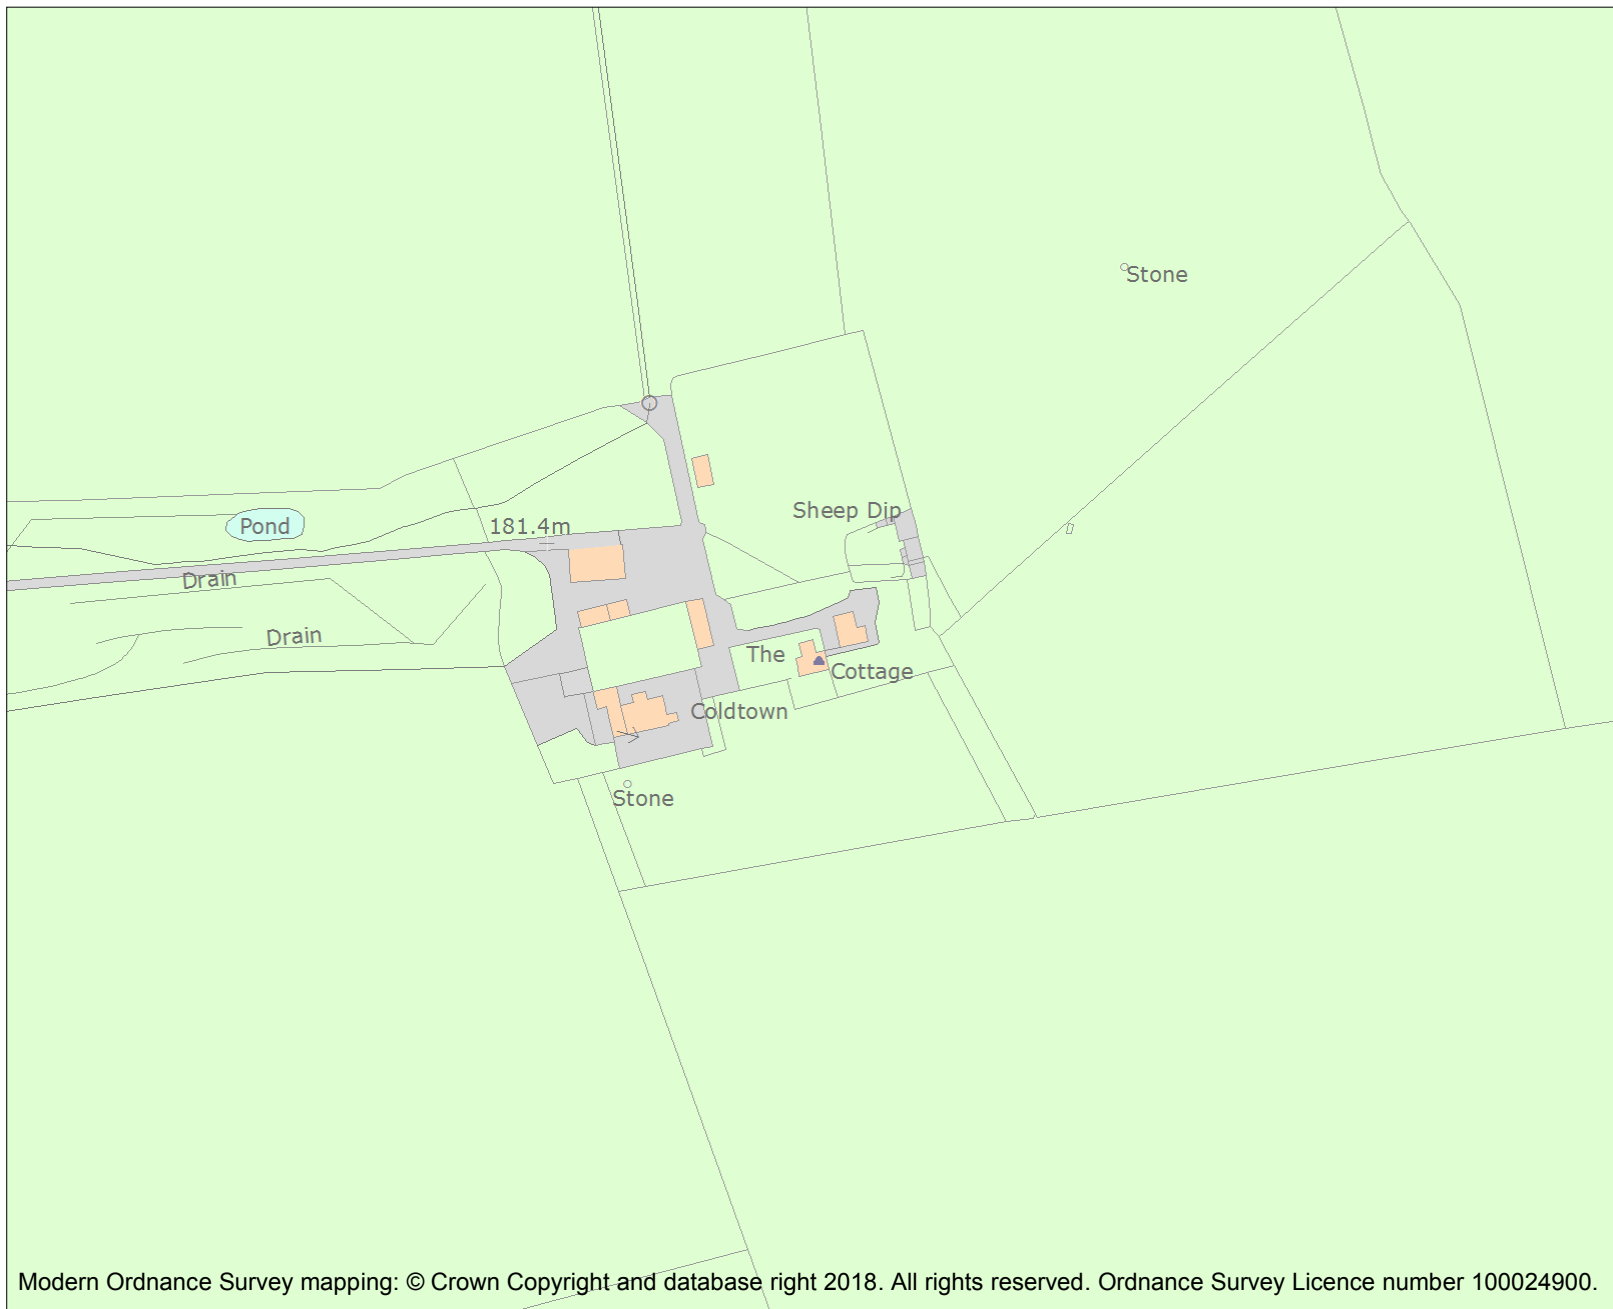 Stone
Sheep Dip
Pond
181.4m
Drain
Drain
The
Cottage
Coldtown
Stone
Modern Ordnance Survey mapping: © Crown Copyright and database right 2018. All rights reserved. Ordnance Survey Licence number 100024900.